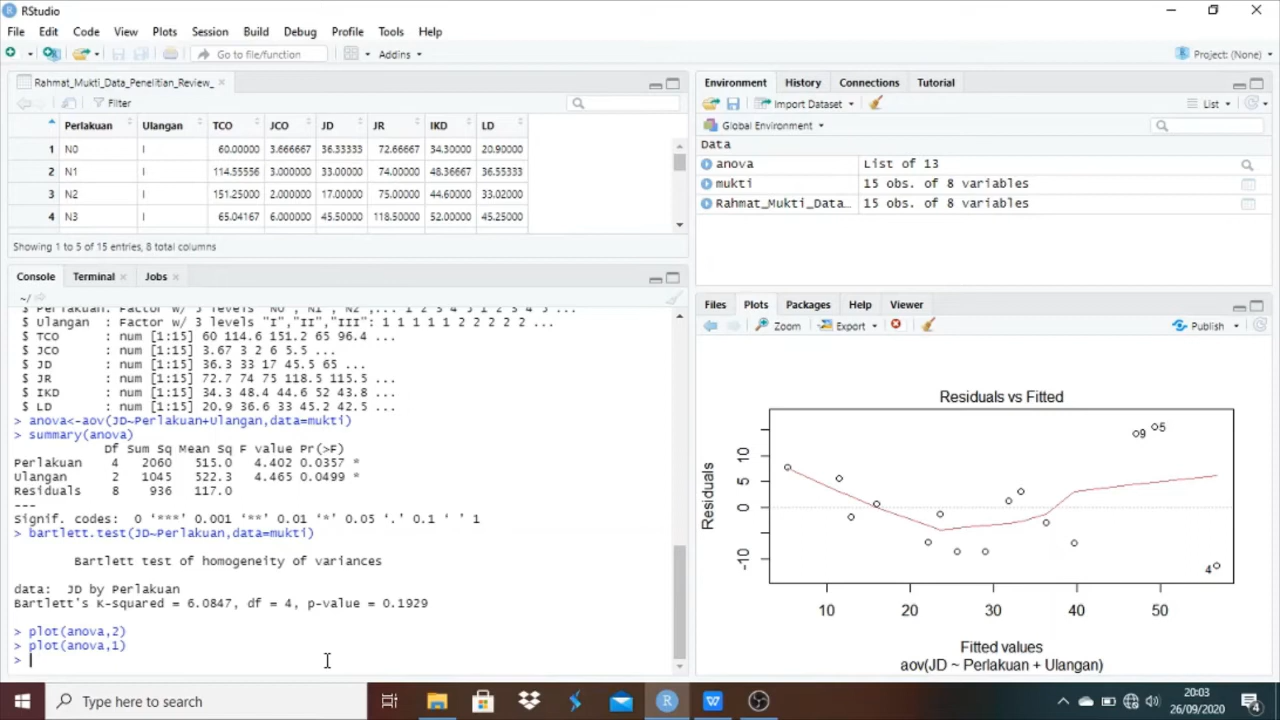 RStudio
File Edit Code View Plots Session Build Debug Profile Tools Help
Go to file/function Addins Project: (None)
Rahmat_Mukti_Data_Penelitian_Review_
Filter
Perlakuan Ulangan TCO JCO JD JR IKD LD
1 N0 I 60.00000 3.666667 36.33333 72.66667 34.30000 20.90000
2 N1 I 114.55556 3.000000 33.00000 74.00000 48.36667 36.55333
3 N2 I 151.25000 2.000000 17.00000 75.00000 44.60000 33.02000
4 N3 I 65.04167 6.000000 45.50000 118.50000 52.00000 45.25000
Showing 1 to 5 of 15 entries, 8 total columns
Console Terminal Jobs
~/
$ Ulangan : Factor w/ 3 levels "I","II","III": 1 1 1 1 1 2 2 2 2 2 ...
$ TCO : num [1:15] 60 114.6 151.2 65 96.4 ...
$ JCO : num [1:15] 3.67 3 2 6 5.5 ...
$ JD : num [1:15] 36.3 33 17 45.5 65 ...
$ JR : num [1:15] 72.7 74 75 118.5 115.5 ...
$ IKD : num [1:15] 34.3 48.4 44.6 52 43.8 ...
$ LD : num [1:15] 20.9 36.6 33 45.2 42.5 ...
> anova<-aov(JD~Perlakuan+Ulangan,data=mukti)
> summary(anova)
Df Sum Sq Mean Sq F value Pr(>F)
Perlakuan 4 2060 515.0 4.402 0.0357 *
Ulangan 2 1045 522.3 4.465 0.0499 *
Residuals 8 936 117.0
---
Signif. codes: 0 ‘***’ 0.001 ‘**’ 0.01 ‘*’ 0.05 ‘.’ 0.1 ‘ ’ 1
> bartlett.test(JD~Perlakuan,data=mukti)
Bartlett test of homogeneity of variances
data: JD by Perlakuan
Bartlett's K-squared = 6.0847, df = 4, p-value = 0.1929
> plot(anova,2)
> plot(anova,1)
>
Environment History Connections Tutorial
Import Dataset List
Global Environment
Data
anova List of 13
mukti 15 obs. of 8 variables
Rahmat_Mukti_Data… 15 obs. of 8 variables
Files Plots Packages Help Viewer
Zoom Export Publish
Residuals vs Fitted
Residuals
10
5
0
-10
9 5
4
10 20 30 40 50
Fitted values
aov(JD ~ Perlakuan + Ulangan)
Type here to search
20:03
26/09/2020
4